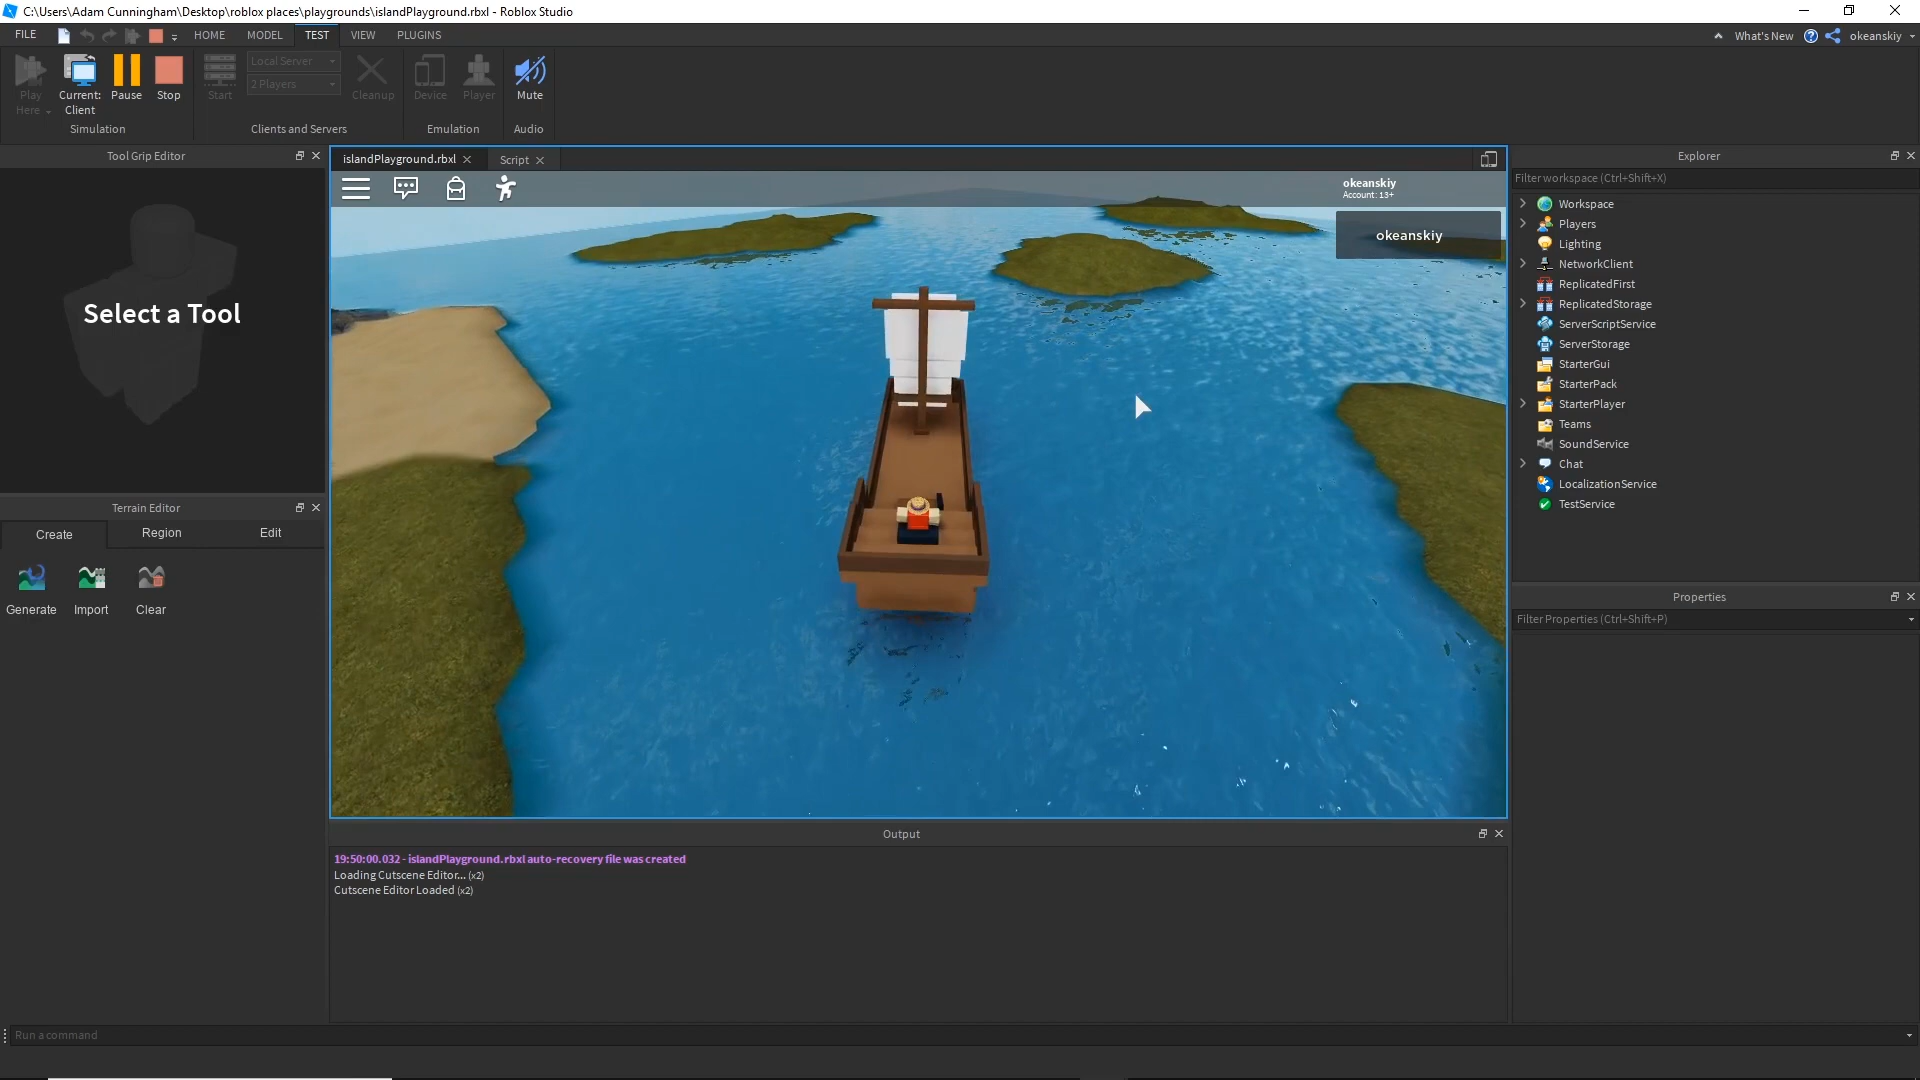 C:\Users\Adam Cunningham\Desktop\roblox places\playgrounds\islandPlayground.rbxl - Roblox Studio
FILE HOME MODEL TEST VIEW PLUGINS What's New okeanskiy
Play Here
Current: Client
Pause
Stop
Simulation
Start
Local Server
2 Players
Cleanup
Clients and Servers
Device
Player
Emulation
Mute
Audio
Tool Grip Editor
Select a Tool
Terrain Editor
Create Region Edit
Generate Import Clear
islandPlayground.rbxl Script
okeanskiy
Account: 13+
okeanskiy
Output
19:50:00.032 - islandPlayground.rbxl auto-recovery file was created
Loading Cutscene Editor... (x2)
Cutscene Editor Loaded (x2)
Explorer
Filter workspace (Ctrl+Shift+X)
Workspace
Players
Lighting
NetworkClient
ReplicatedFirst
ReplicatedStorage
ServerScriptService
ServerStorage
StarterGui
StarterPack
StarterPlayer
Teams
SoundService
Chat
LocalizationService
TestService
Properties
Filter Properties (Ctrl+Shift+P)
Run a command